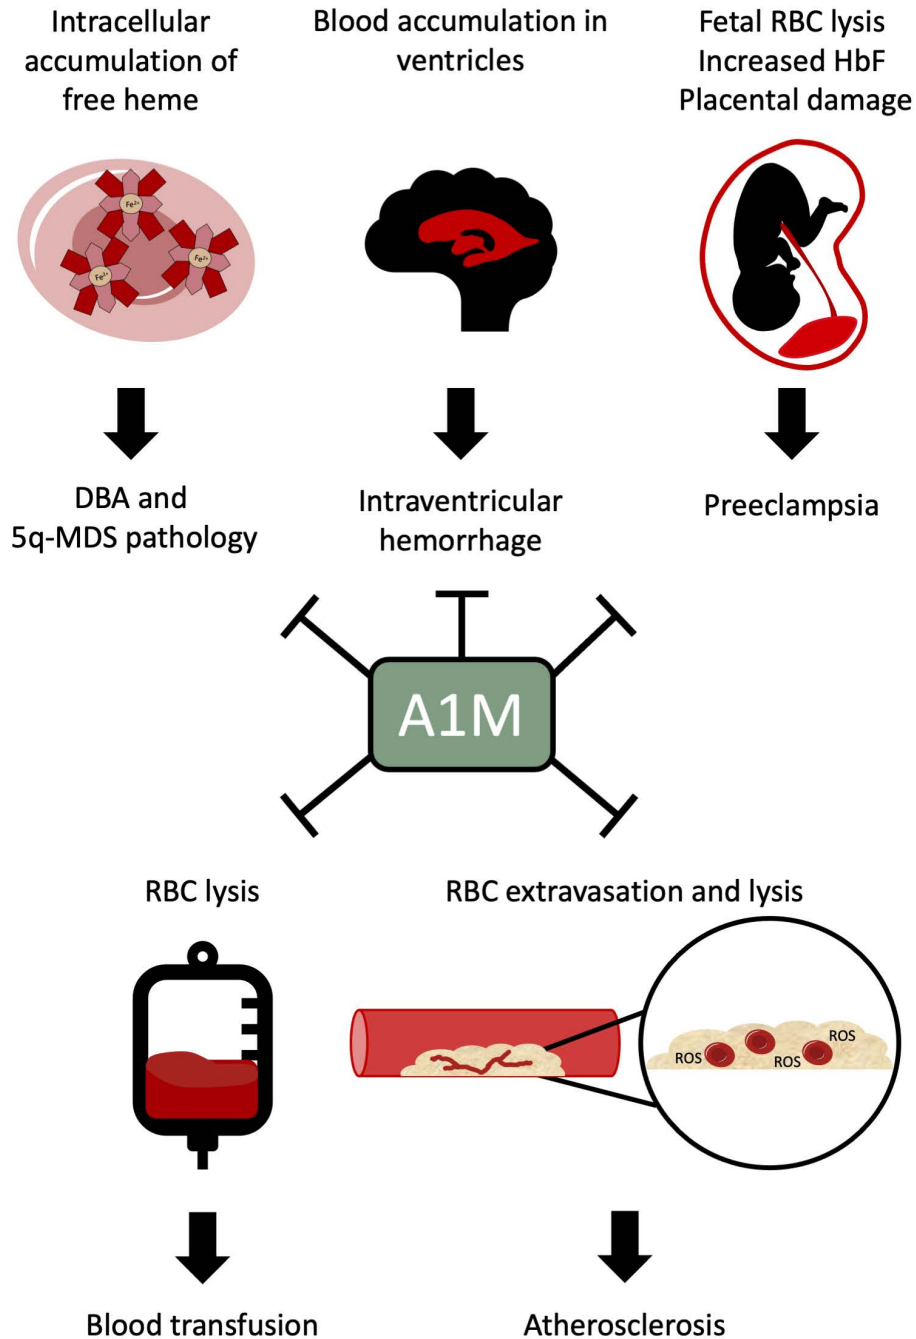 Intracellular
accumulation of
free heme
Blood accumulation in
ventricles
Fetal RBC lysis
Increased HbF
Placental damage
Fe²⁺
Fe²⁺
Fe²⁺
DBA and
5q-MDS pathology
Intraventricular
hemorrhage
Preeclampsia
A1M
RBC lysis
RBC extravasation and lysis
ROS
ROS
ROS
Blood transfusion
Atherosclerosis